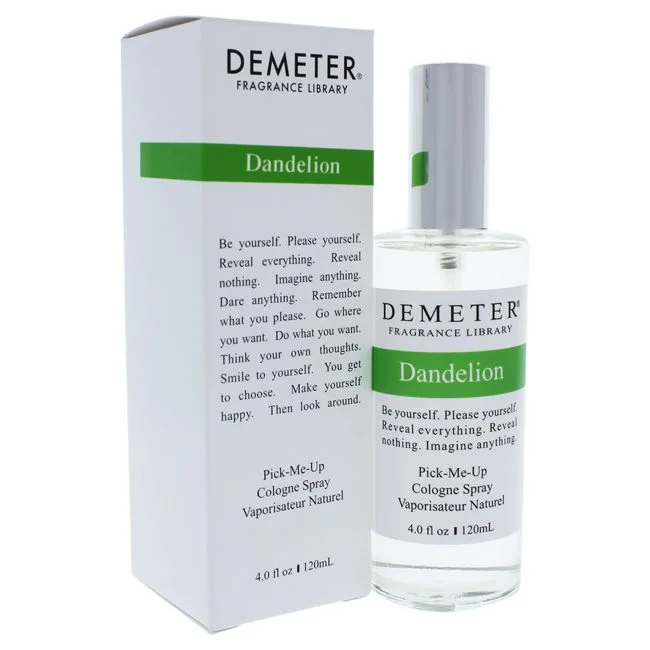 DEMETER®
FRAGRANCE LIBRARY
Dandelion
Be yourself. Please yourself.
Reveal everything. Reveal
nothing. Imagine anything.
Dare anything. Remember
what you please. Go where
you want. Do what you want.
Think your own thoughts.
Smile to yourself. You get
to choose. Make yourself
happy. Then look around.
Pick-Me-Up
Cologne Spray
Vaporisateur Naturel
4.0 fl oz 120mL
DEMETER®
FRAGRANCE LIBRARY
Dandelion
Be yourself. Please yourself.
Reveal everything. Reveal
nothing. Imagine anything.
Pick-Me-Up
Cologne Spray
Vaporisateur Naturel
4.0 fl oz 120mL